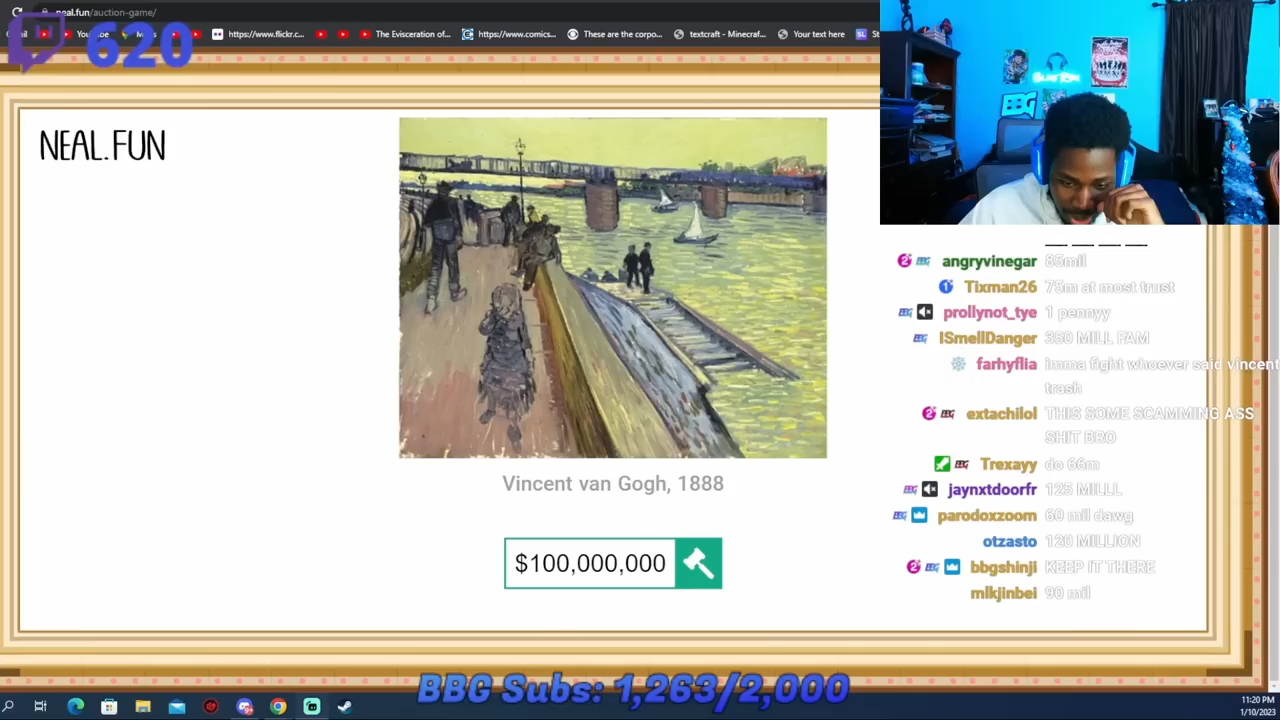 neal.fun/auction-game/
https://www.flickr.c...
The Evisceration of...
https://www.comics...
These are the corpo...
textcraft - Minecraf...
Your text here
620
NEAL.FUN
BBG
Vincent van Gogh, 1888
$100,000,000
angryvinegar 83mil
Tixman26 75m at most trust
prollynot_tye 1 pennyy
ISmellDanger 350 MILL FAM
farhyflia imma fight whoever said vincent
trash
extachilol THIS SOME SCAMMING ASS
SHIT BRO
Trexayy do 66m
jaynxtdoorfr 125 MILLL
parodoxzoom 60 mil dawg
otzasto 120 MILLION
bbgshinji KEEP IT THERE
mlkjinbei 90 mil
BBG Subs: 1,263/2,000
11:20 PM
1/10/2023